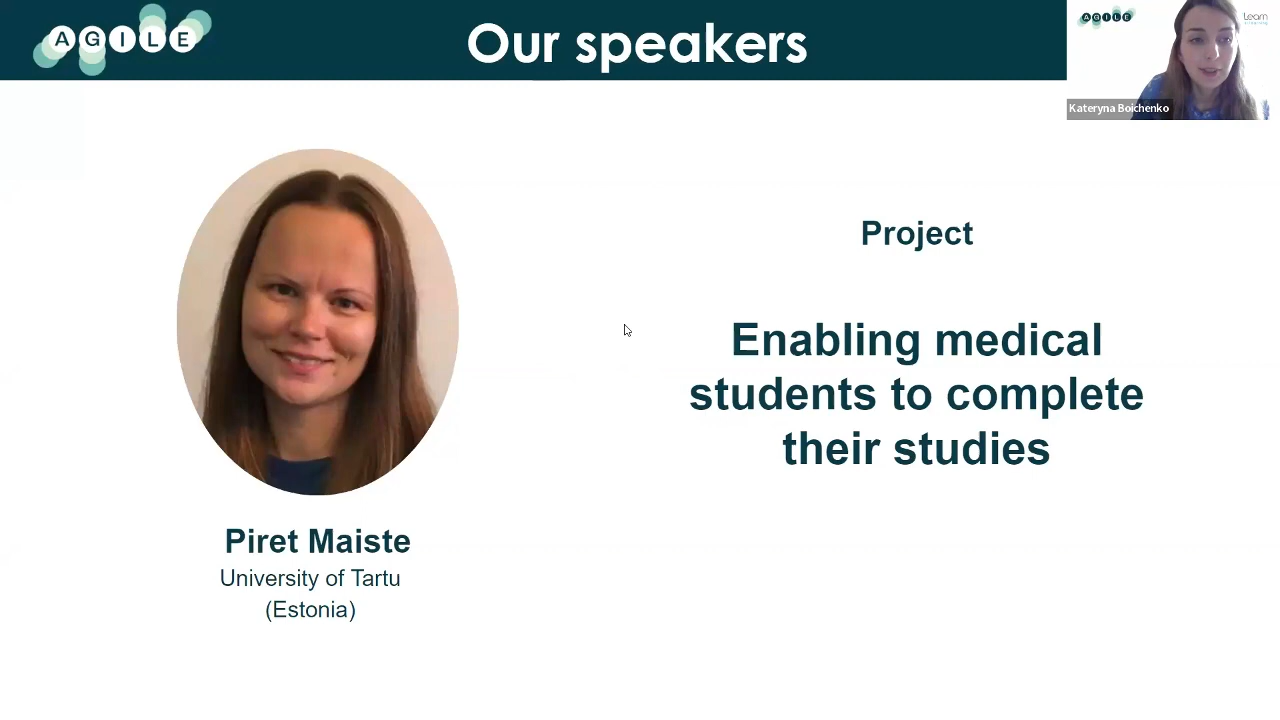 AGILE
Our speakers
AGILE
Kateryna Boichenko
Project
Enabling medical
students to complete
their studies
Piret Maiste
University of Tartu
(Estonia)